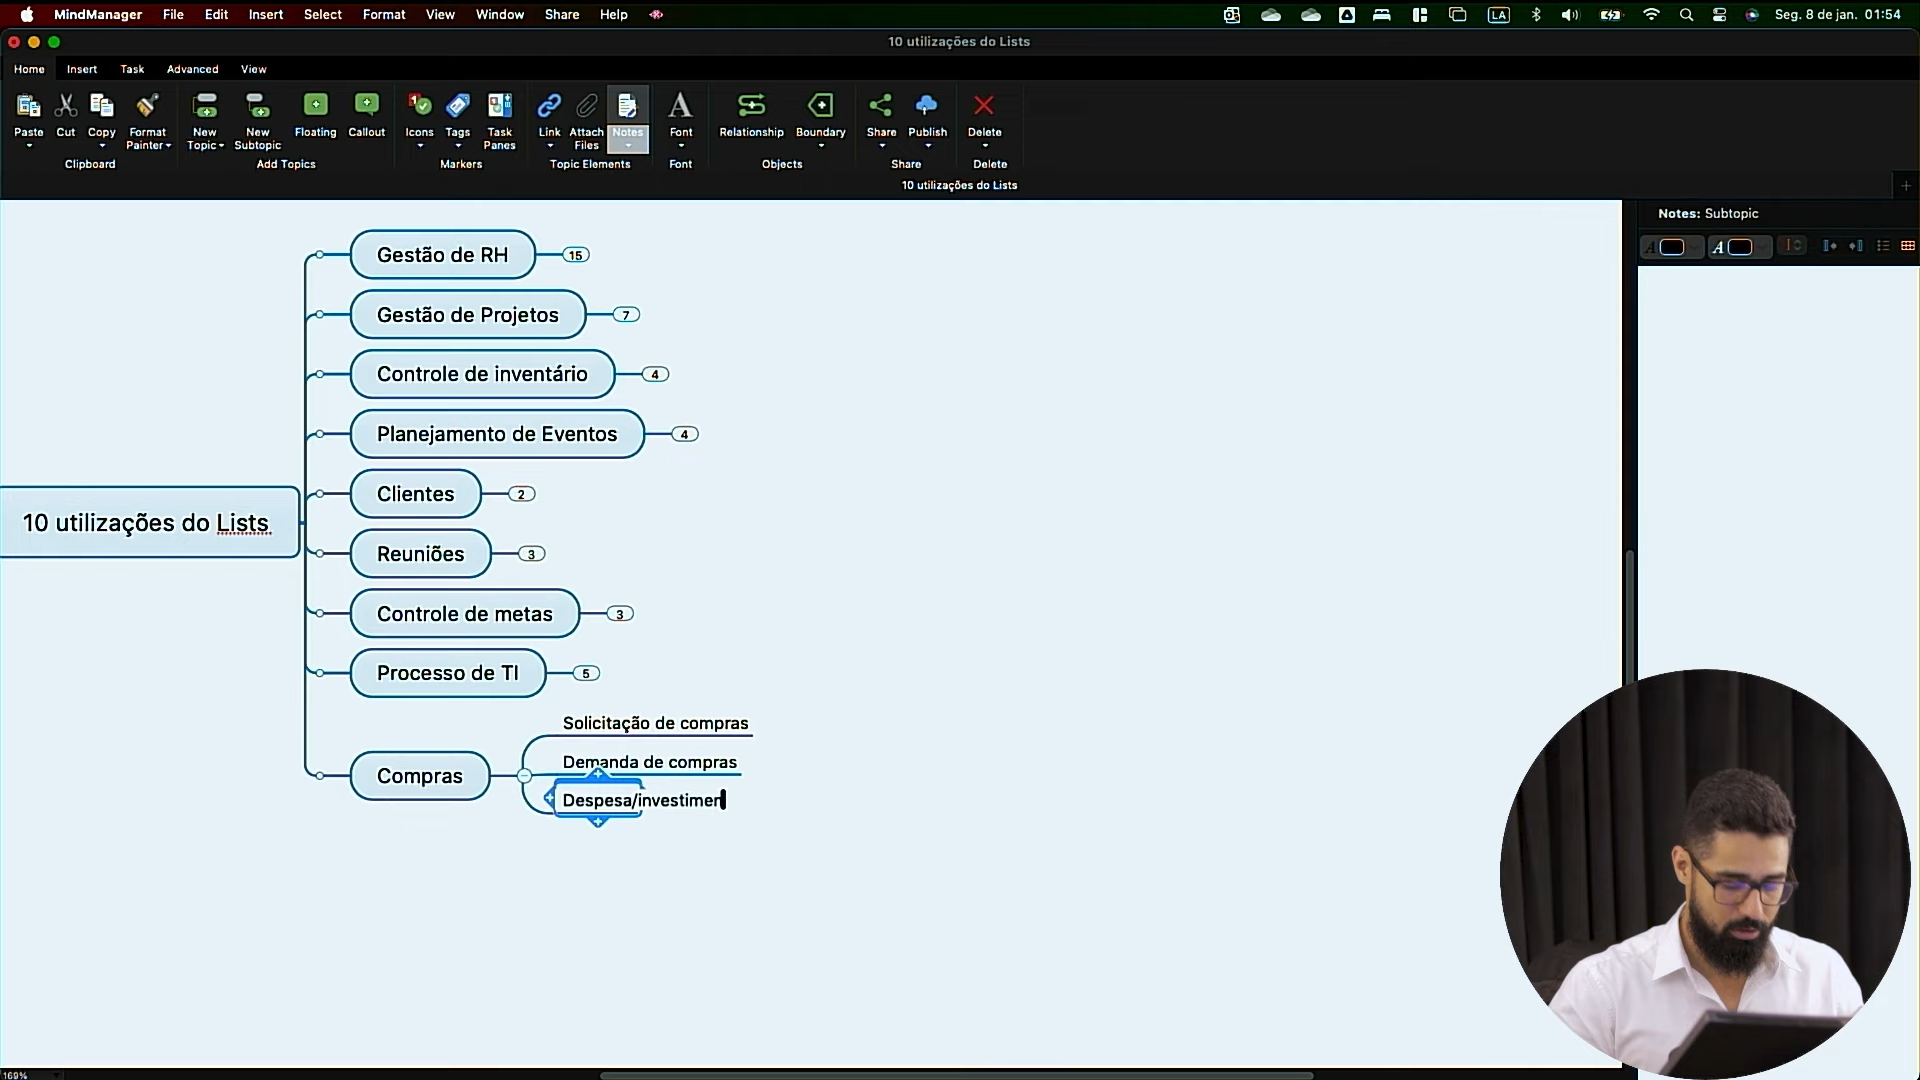 MindManager File Edit Insert Select Format View Window Share Help
LA Seg. 8 de jan. 01:54
10 utilizações do Lists
Home Insert Task Advanced View
Paste Cut Copy Format Painter
Clipboard
New Topic New Subtopic Floating Callout
Add Topics
1 Icons Tags Task Panes
Markers
Link Attach Files Notes
Topic Elements
A
Font
Font
Relationship Boundary
Objects
Share Publish
Share
Delete
Delete
10 utilizações do Lists
Notes: Subtopic
A A
Gestão de RH 15
Gestão de Projetos 7
Controle de inventário 4
Planejamento de Eventos 4
Clientes 2
10 utilizações do Lists
Reuniões 3
Controle de metas 3
Processo de TI 5
Solicitação de compras
Demanda de compras
Compras
Despesa/investimen
169%